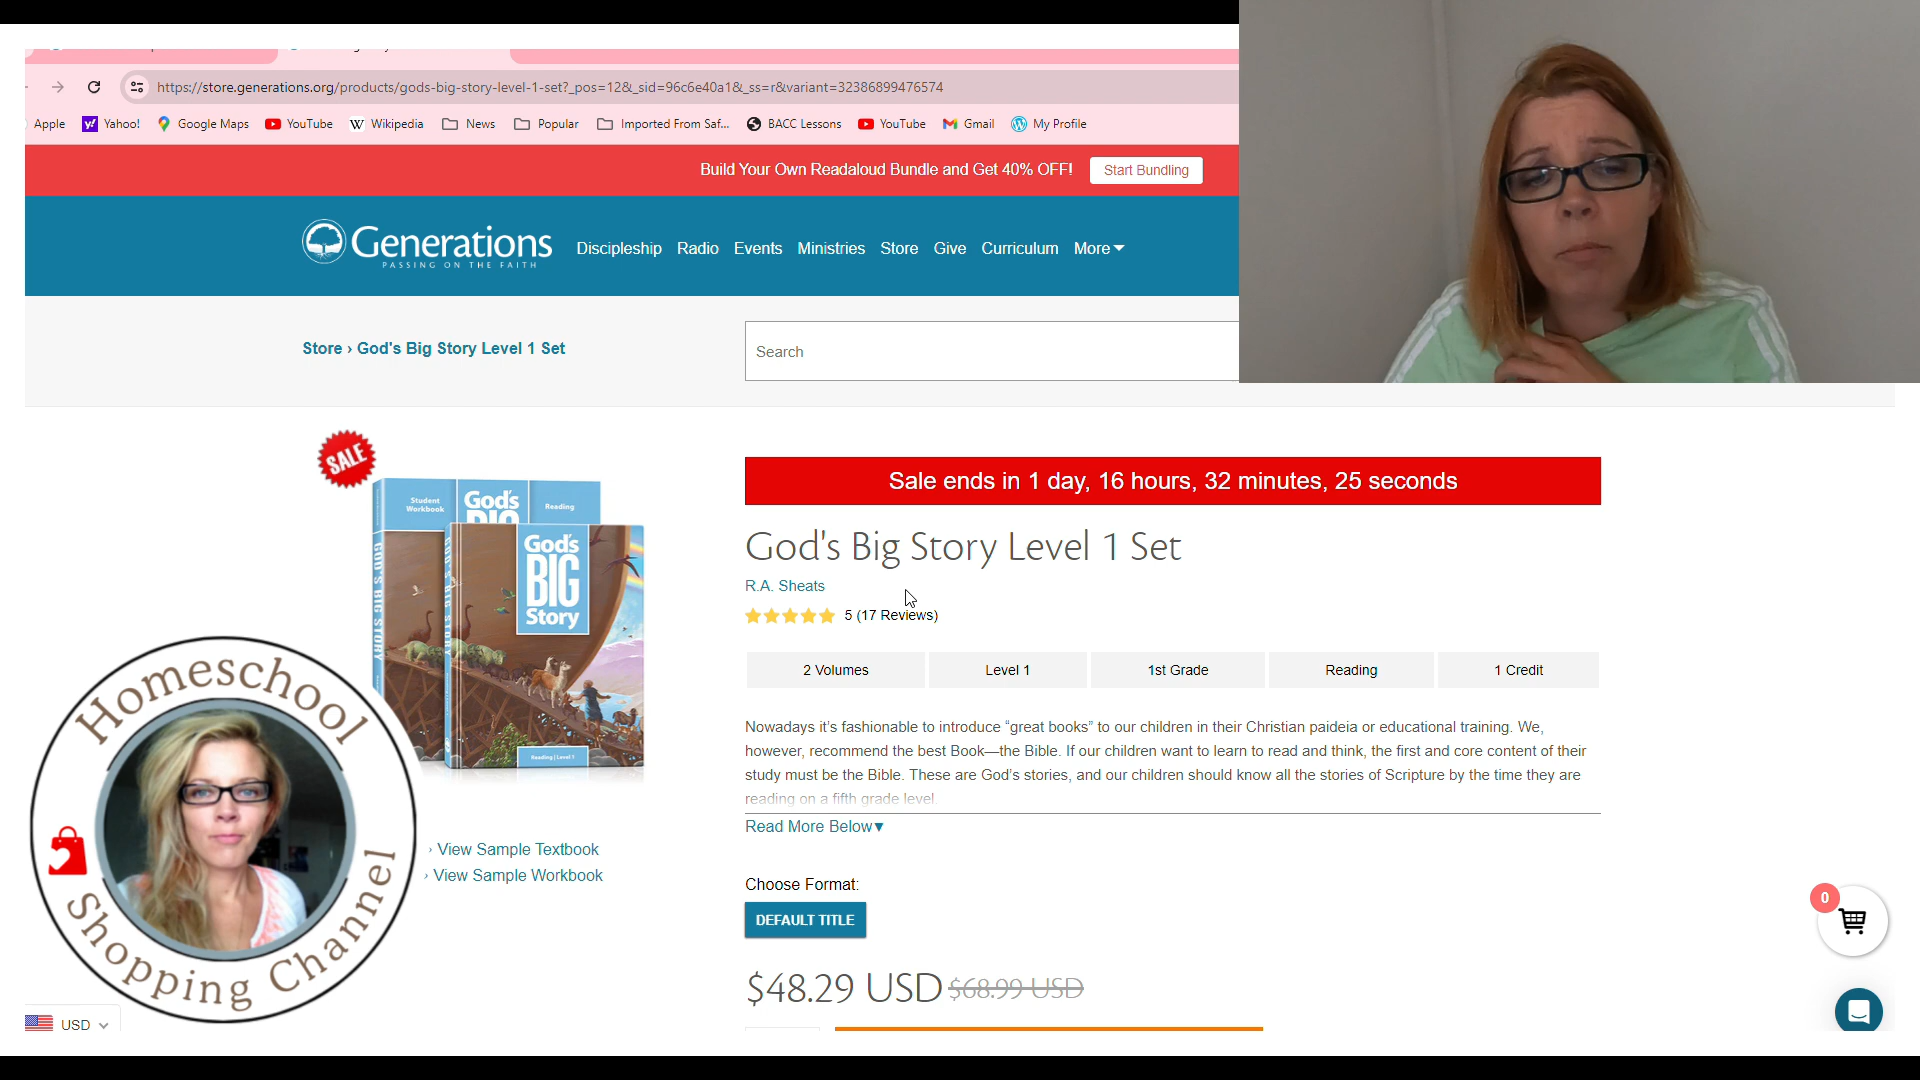 https://store.generations.org/products/gods-big-story-level-1-set?_pos=12&_sid=96c6e40a1&_ss=r&variant=32386899476574
Apple Yahoo! Google Maps YouTube Wikipedia News Popular Imported From Saf... BACC Lessons YouTube Gmail My Profile
Build Your Own Readaloud Bundle and Get 40% OFF! Start Bundling
Generations
PASSING ON THE FAITH
Discipleship Radio Events Ministries Store Give Curriculum More
Store › God's Big Story Level 1 Set
Search
SALE
Student Workbook
God's BIG
Reading
GOD'S BIG STORY
God's BIG Story
Reading | Level 1
› View Sample Textbook
› View Sample Workbook
Sale ends in 1 day, 16 hours, 32 minutes, 25 seconds
God's Big Story Level 1 Set
R.A. Sheats
5 (17 Reviews)
2 Volumes Level 1 1st Grade Reading 1 Credit
Nowadays it's fashionable to introduce “great books” to our children in their Christian paideia or educational training. We,
however, recommend the best Book—the Bible. If our children want to learn to read and think, the first and core content of their
study must be the Bible. These are God's stories, and our children should know all the stories of Scripture by the time they are
reading on a fifth grade level.
Read More Below▼
Choose Format:
DEFAULT TITLE
$48.29 USD $68.99 USD
Homeschool
Shopping Channel
USD
0